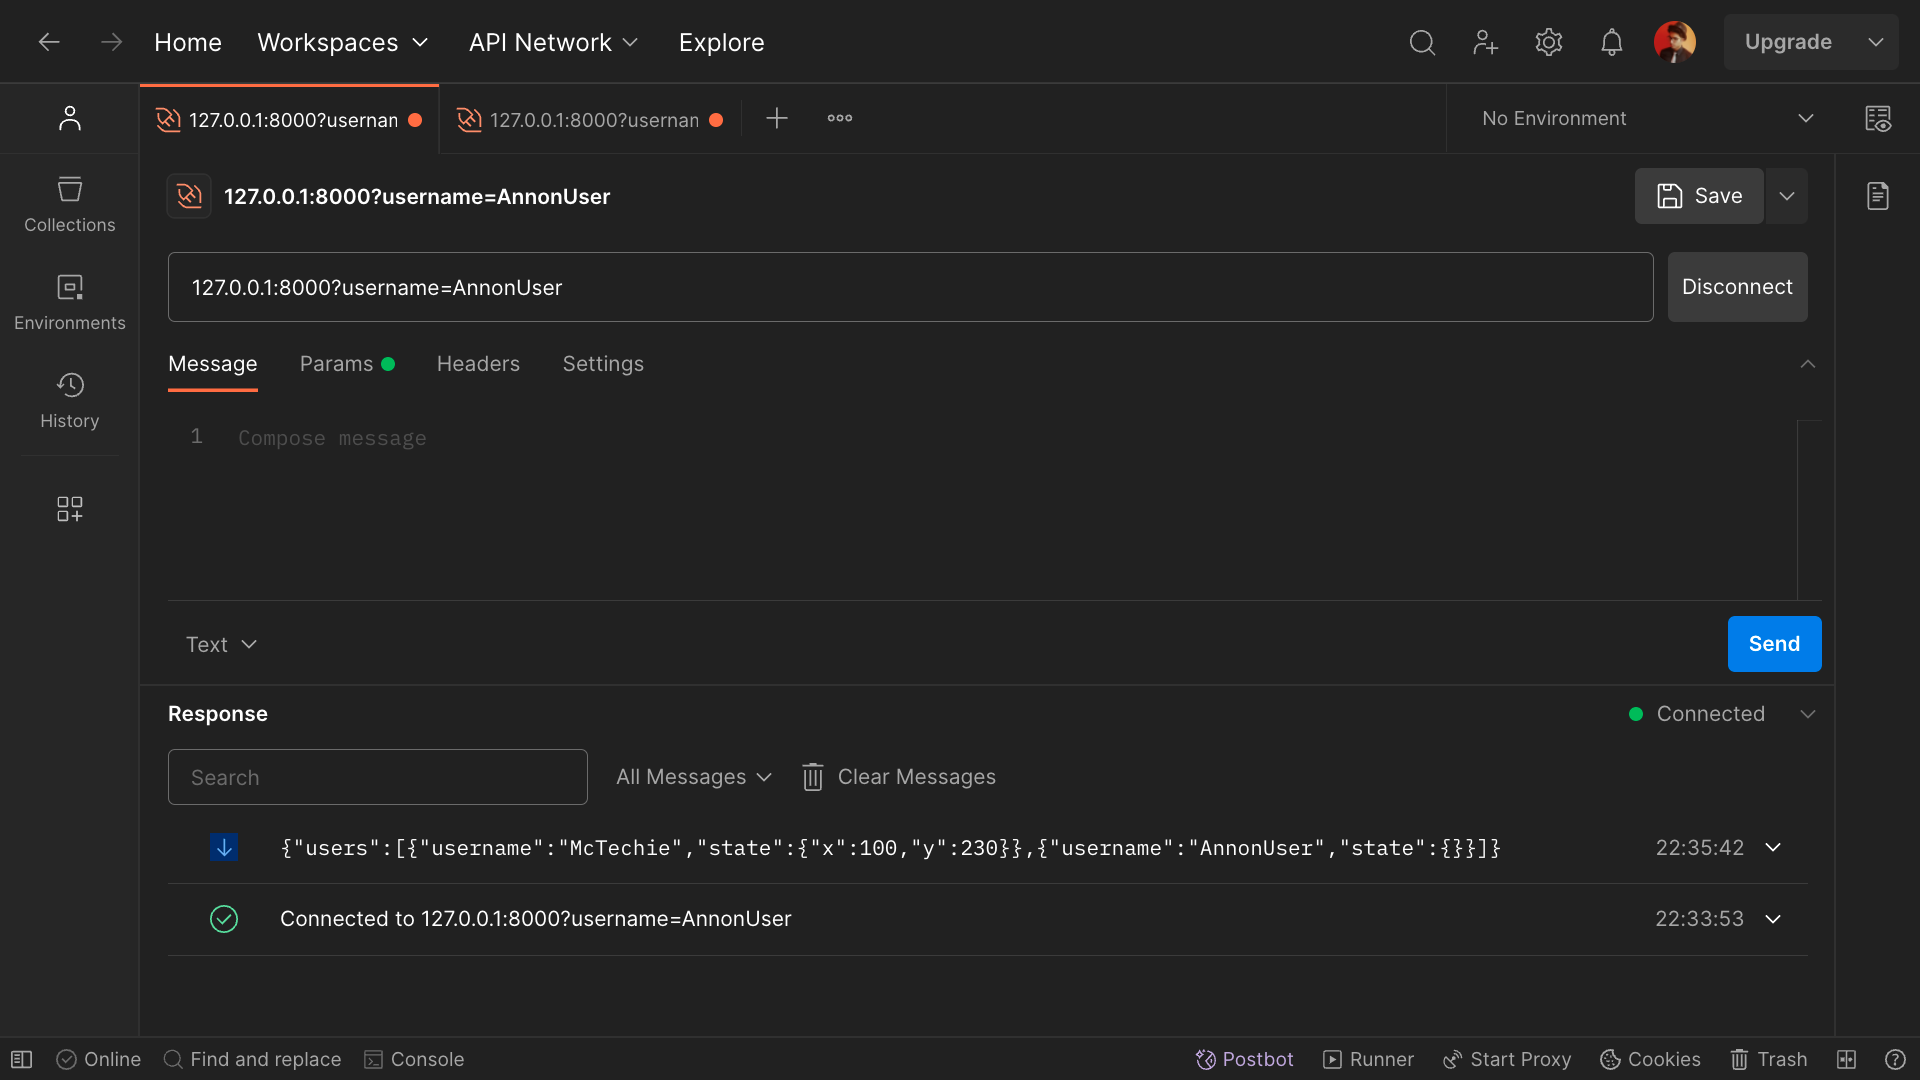 Home Workspaces API Network Explore Upgrade
127.0.0.1:8000?usernan 127.0.0.1:8000?usernan No Environment
127.0.0.1:8000?username=AnnonUser Save
Collections
127.0.0.1:8000?username=AnnonUser Disconnect
Environments
Message Params Headers Settings
History
1 Compose message
Text Send
Response Connected
Search All Messages Clear Messages
{"users":[{"username":"McTechie","state":{"x":100,"y":230}},{"username":"AnnonUser","state":{}}]} 22:35:42
Connected to 127.0.0.1:8000?username=AnnonUser 22:33:53
Online Find and replace Console Postbot Runner Start Proxy Cookies Trash